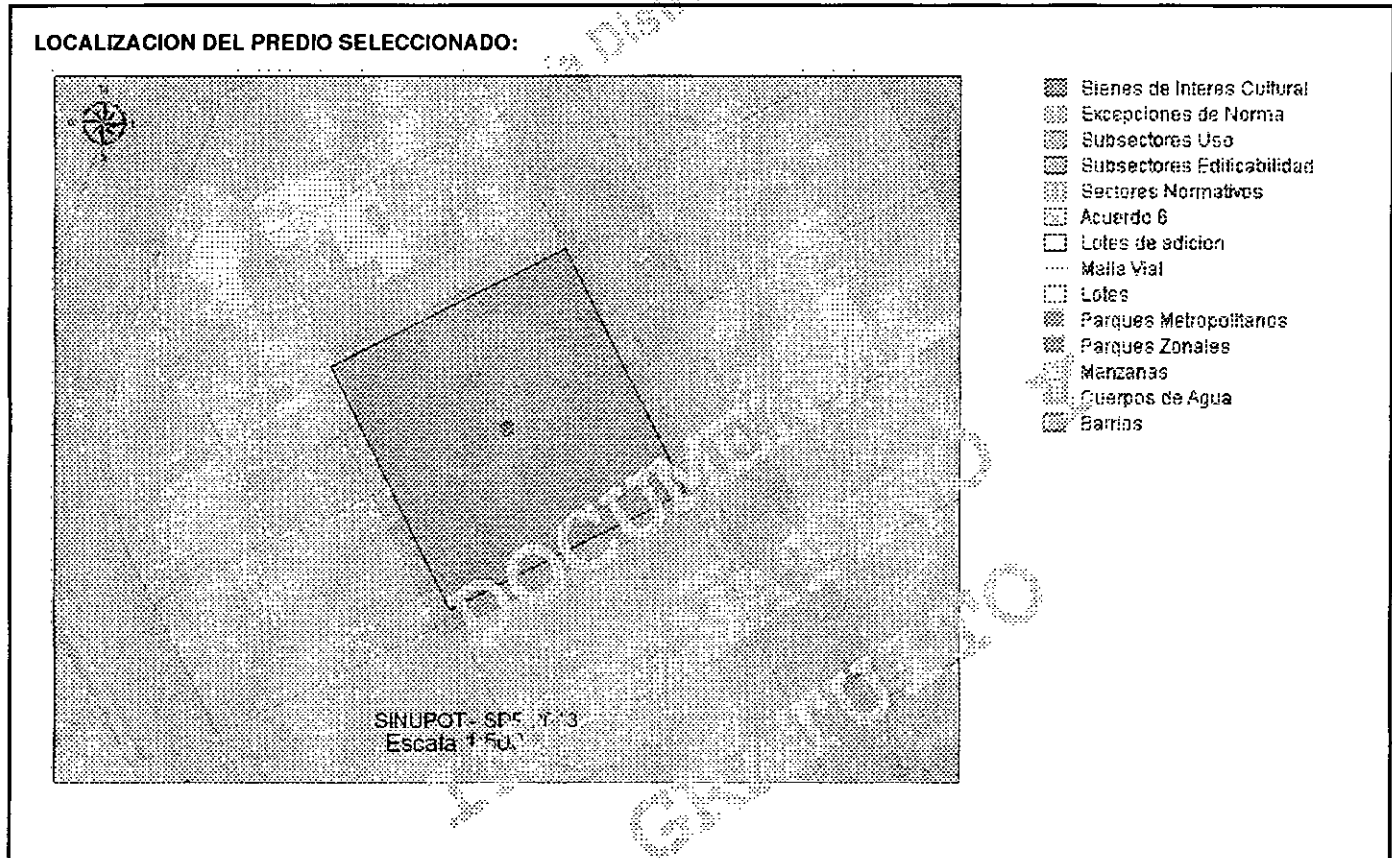 LOCALIZACION DEL PREDIO SELECCIONADO:
N
Bienes de Interes Cultural
Excepciones de Norma
Subsectores Uso
Subsectores Edificabilidad
Sectores Normativos
Acuerdo 6
Lotes de adicion
Malla Vial
Lotes
Parques Metropolitanos
Parques Zonales
Manzanas
Cuerpos de Agua
Barrios
SINUPOT -
Escala